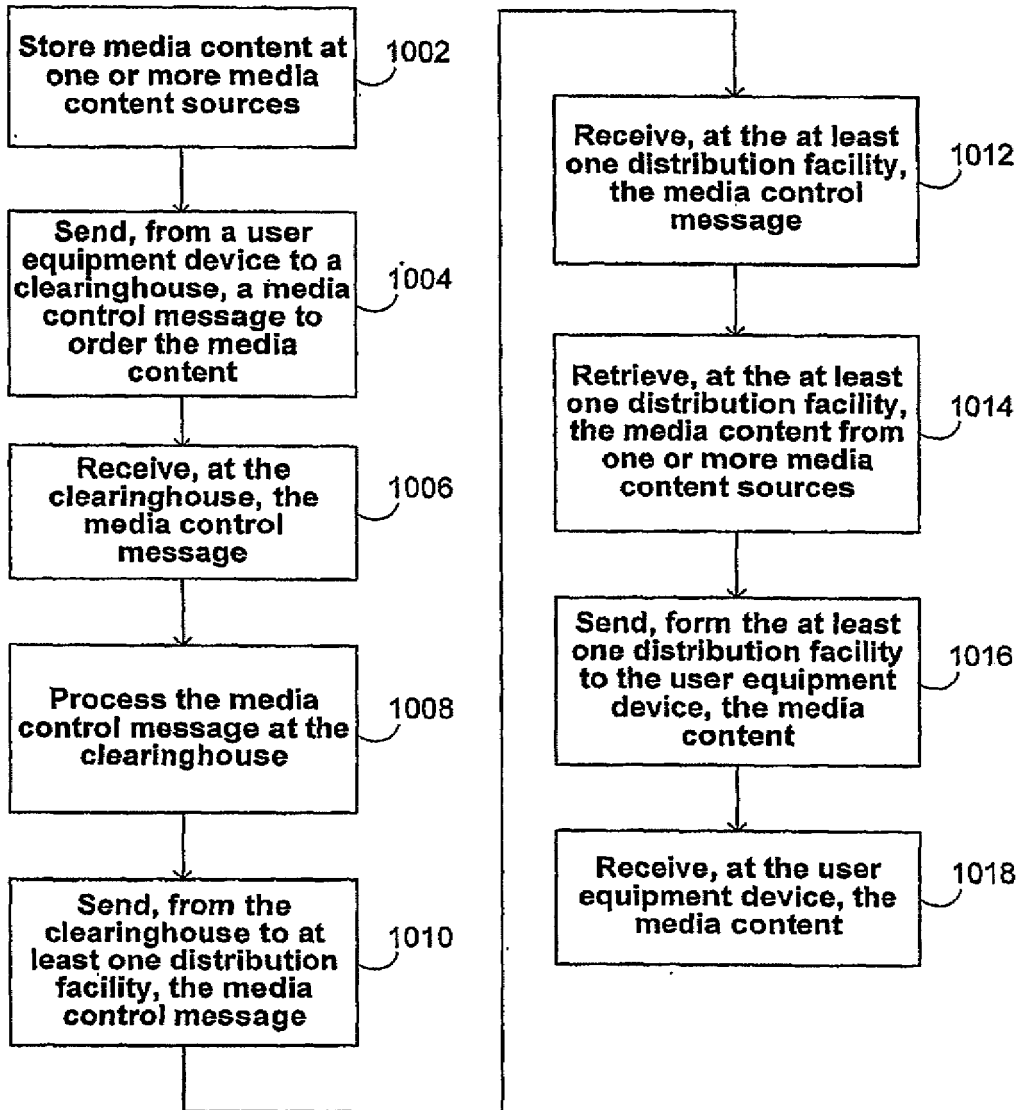 Store media content at
one or more media
content sources
1002
Send, from a user
equipment device to a
clearinghouse, a media
control message to
order the media
content
1004
Receive, at the
clearinghouse, the
media control
message
1006
Process the media
control message at the
clearinghouse
1008
Send, from the
clearinghouse to at
least one distribution
facility, the media
control message
1010
Receive, at the at least
one distribution facility,
the media control
message
1012
Retrieve, at the at least
one distribution facility,
the media content from
one or more media
content sources
1014
Send, form the at least
one distribution facility
to the user equipment
device, the media
content
1016
Receive, at the user
equipment device, the
media content
1018